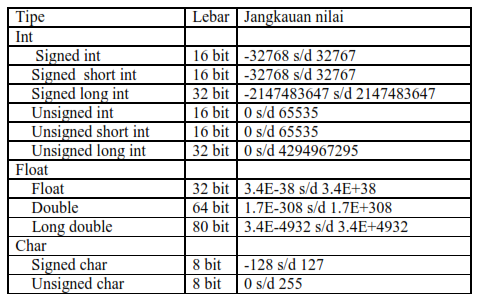 Tipe Lebar Jangkauan nilai
Int
Signed int 16 bit -32768 s/d 32767
Signed short int 16 bit -32768 s/d 32767
Signed long int 32 bit -2147483647 s/d 2147483647
Unsigned int 16 bit 0 s/d 65535
Unsigned short int 16 bit 0 s/d 65535
Unsigned long int 32 bit 0 s/d 4294967295
Float
Float 32 bit 3.4E-38 s/d 3.4E+38
Double 64 bit 1.7E-308 s/d 1.7E+308
Long double 80 bit 3.4E-4932 s/d 3.4E+4932
Char
Signed char 8 bit -128 s/d 127
Unsigned char 8 bit 0 s/d 255